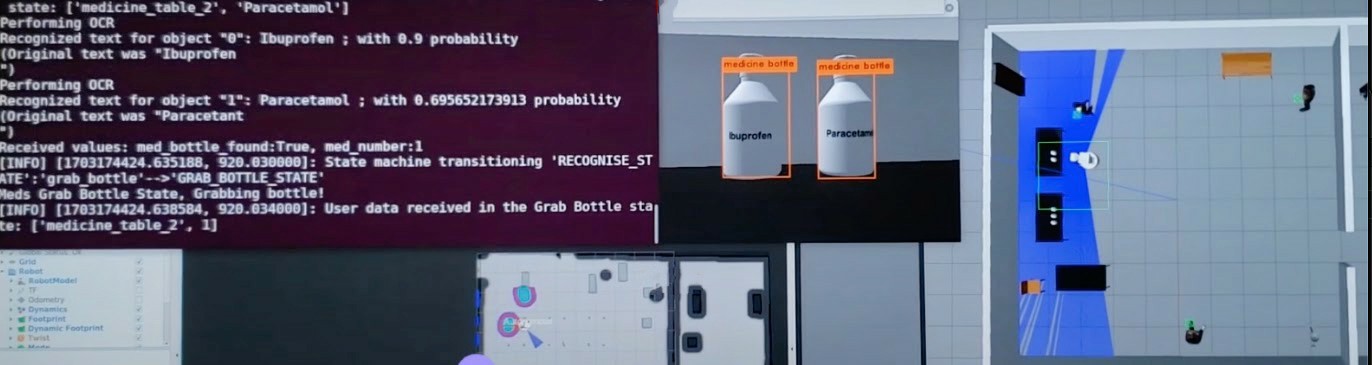 state: ['medicine_table_2', 'Paracetamol']
Performing OCR
Recognized text for object "0": Ibuprofen ; with 0.9 probability
(Original text was "Ibuprofen
")
Performing OCR
Recognized text for object "1": Paracetamol ; with 0.695652173913 probability
(Original text was "Paracetant
")
Received values: med_bottle_found:True, med_number:1
[INFO] [1703174424.635188, 920.030000]: State machine transitioning 'RECOGNISE_ST
ATE':'grab_bottle'-->'GRAB_BOTTLE_STATE'
Meds Grab Bottle State, Grabbing bottle!
[INFO] [1703174424.638584, 920.034000]: User data received in the Grab Bottle sta
te: ['medicine_table_2', 1]
medicine bottle
medicine bottle
Ibuprofen
Paracetam
Grid
Robot
RobotModel
TF
Odometry
Dynamics
Footprint
Dynamic Footprint
Twist